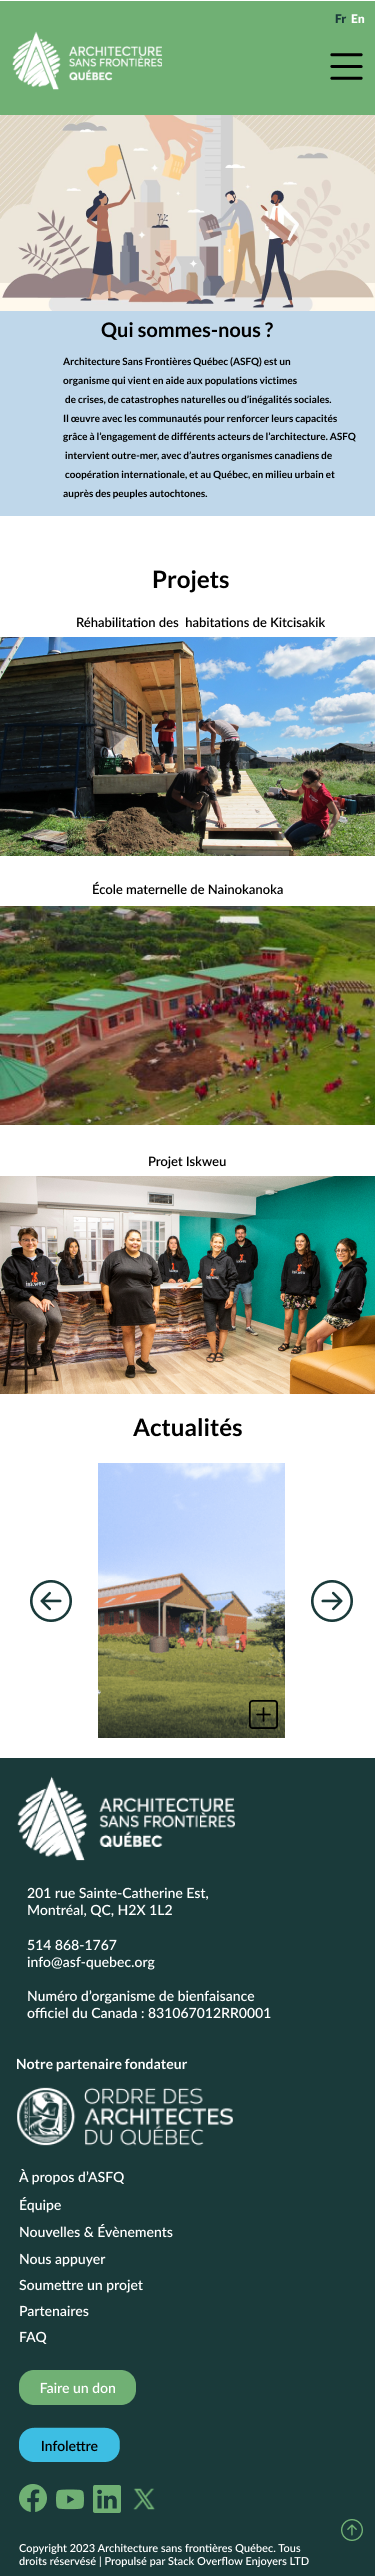 Fr En
ARCHITECTURE
SANS FRONTIÈRES
QUÉBEC
Qui sommes-nous ?
Architecture Sans Frontières Québec (ASFQ) est un
organisme qui vient en aide aux populations victimes
de crises, de catastrophes naturelles ou d'inégalités sociales.
Il œuvre avec les communautés pour renforcer leurs capacités
grâce à l'engagement de différents acteurs de l'architecture. ASFQ
intervient outre-mer, avec d'autres organismes canadiens de
coopération internationale, et au Québec, en milieu urbain et
auprès des peuples autochtones.
Projets
Réhabilitation des habitations de Kitcisakik
École maternelle de Nainokanoka
Projet Iskweu
Actualités
ARCHITECTURE
SANS FRONTIÈRES
QUÉBEC
201 rue Sainte-Catherine Est,
Montréal, QC, H2X 1L2
514 868-1767
info@asf-quebec.org
Numéro d'organisme de bienfaisance
officiel du Canada : 831067012RR0001
Notre partenaire fondateur
ORDRE DES
ARCHITECTES
DU QUÉBEC
À propos d'ASFQ
Équipe
Nouvelles & Évènements
Nous appuyer
Soumettre un projet
Partenaires
FAQ
Faire un don
Infolettre
Copyright 2023 Architecture sans frontières Québec. Tous
droits réservésé | Propulsé par Stack Overflow Enjoyers LTD